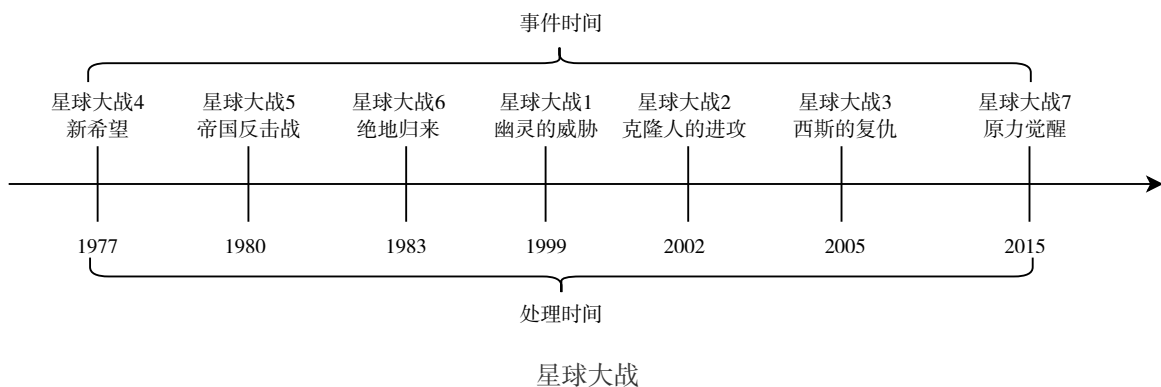 事件时间
星球大战4 星球大战5 星球大战6 星球大战1 星球大战2 星球大战3 星球大战7
新希望 帝国反击战 绝地归来 幽灵的威胁 克隆人的进攻 西斯的复仇 原力觉醒
1977 1980 1983 1999 2002 2005 2015
处理时间
星球大战